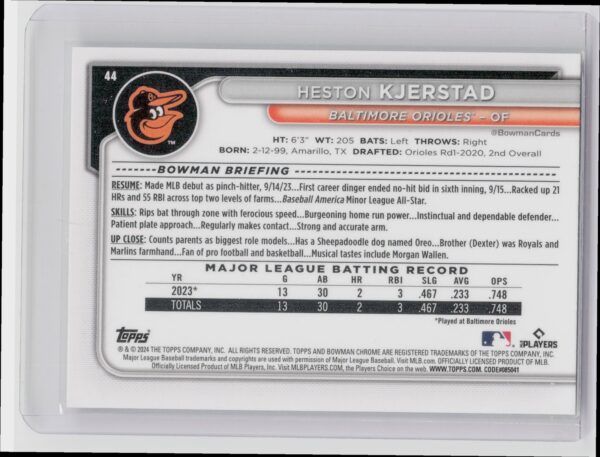 44
HESTON KJERSTAD
BALTIMORE ORIOLES™ – OF
@BowmanCards
HT: 6'3" WT: 205 BATS: Left THROWS: Right
BORN: 2-12-99, Amarillo, TX DRAFTED: Orioles Rd1-2020, 2nd Overall
BOWMAN BRIEFING
RESUME: Made MLB debut as pinch-hitter, 9/14/23...First career dinger ended no-hit bid in sixth inning, 9/15...Racked up 21
HRs and 55 RBI across top two levels of farms...Baseball America Minor League All-Star.
SKILLS: Rips bat through zone with ferocious speed...Burgeoning home run power...Instinctual and dependable defender...
Patient plate approach...Regularly makes contact...Strong and accurate arm.
UP CLOSE: Counts parents as biggest role models...Has a Sheepadoodle dog named Oreo...Brother (Dexter) was Royals and
Marlins farmhand...Fan of pro football and basketball...Musical tastes include Morgan Wallen.
MAJOR LEAGUE BATTING RECORD
YR G AB HR RBI SLG AVG OPS
2023* 13 30 2 3 .467 .233 .748
TOTALS 13 30 2 3 .467 .233 .748
*Played at Baltimore Orioles
Topps
PLAYERS
® & © 2024 THE TOPPS COMPANY, INC. ALL RIGHTS RESERVED. TOPPS AND BOWMAN CHROME ARE REGISTERED TRADEMARKS OF THE TOPPS COMPANY, INC.
Major League Baseball trademarks and copyrights are used with permission of Major League Baseball. Visit MLB.com. OFFICIALLY LICENSED PRODUCT OF MLB.
Officially Licensed Product of MLB Players, Inc. Visit MLBPLAYERS.COM, the Players Choice on the web. WWW.TOPPS.COM. CODE#085041